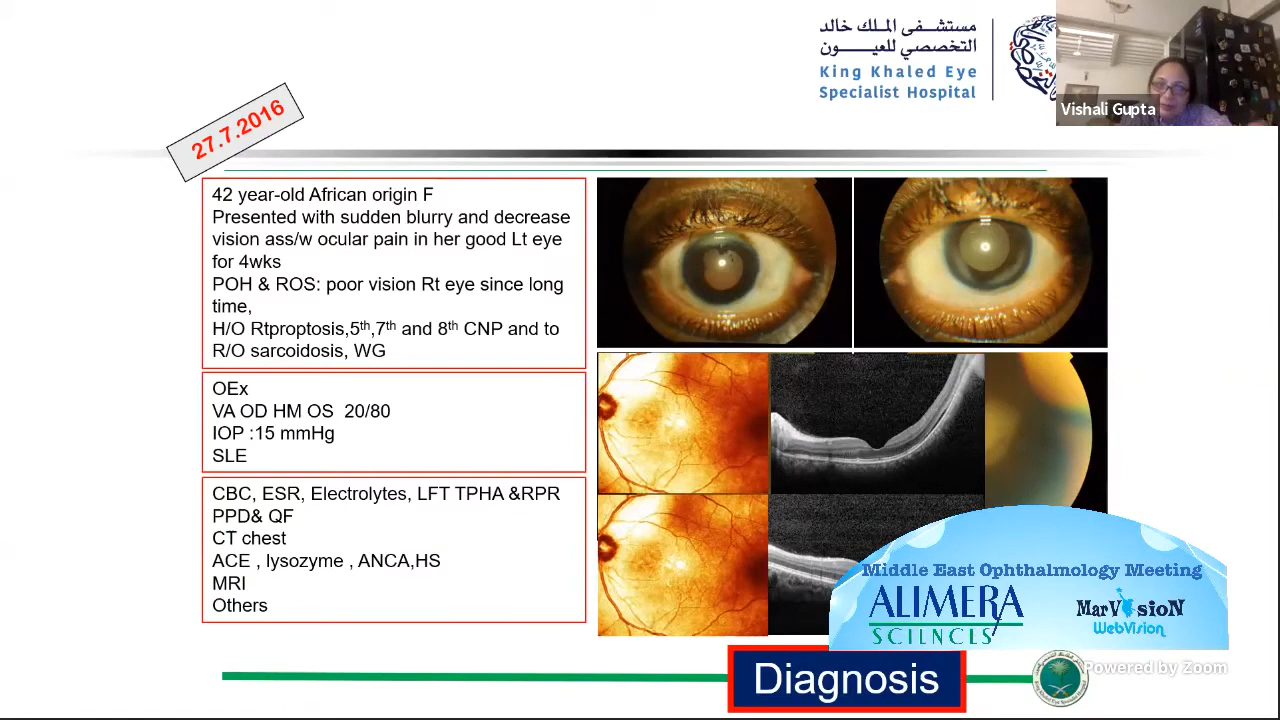 مستشفى الملك خالد
التخصصي للعيون
King Khaled Eye
Specialist Hospital
Vishali Gupta
27.7.2016
42 year-old African origin F
Presented with sudden blurry and decrease
vision ass/w ocular pain in her good Lt eye
for 4wks
POH & ROS: poor vision Rt eye since long
time,
H/O Rtproptosis,5th,7th and 8th CNP and to
R/O sarcoidosis, WG
OEx
VA OD HM OS 20/80
IOP :15 mmHg
SLE
CBC, ESR, Electrolytes, LFT TPHA &RPR
PPD& QF
CT chest
ACE , lysozyme , ANCA,HS
MRI
Others
Middle East Ophthalmology Meeting
ALIMERA
SCIENCES
MarVisioN
WebVision
Diagnosis
King Khaled Eye Specialist Hospital
Powered by Zoom